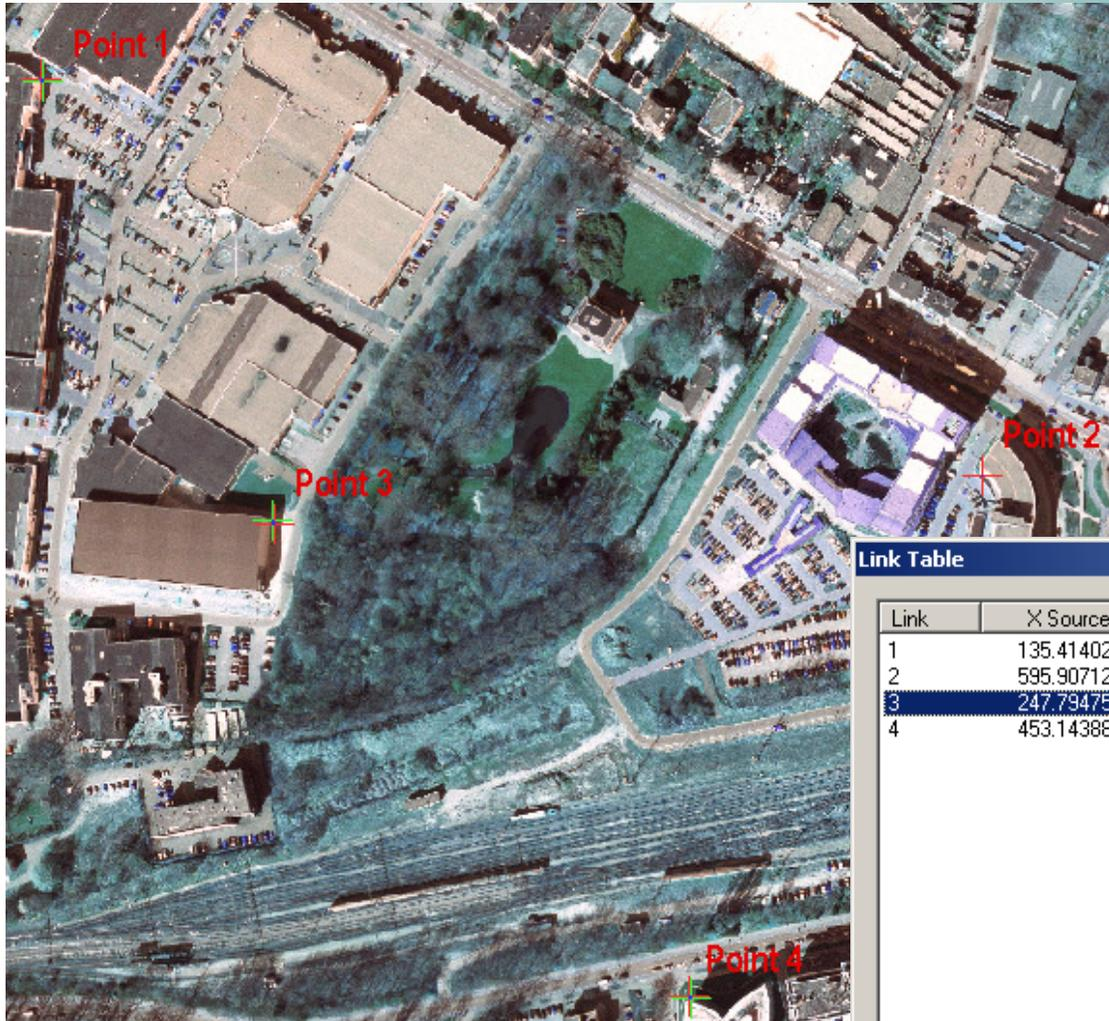 Point 1
Point 2
Point 3
Link Table
Link X Source
1 135.41402
2 595.90712
3 247.79475
4 453.14388
Point 4